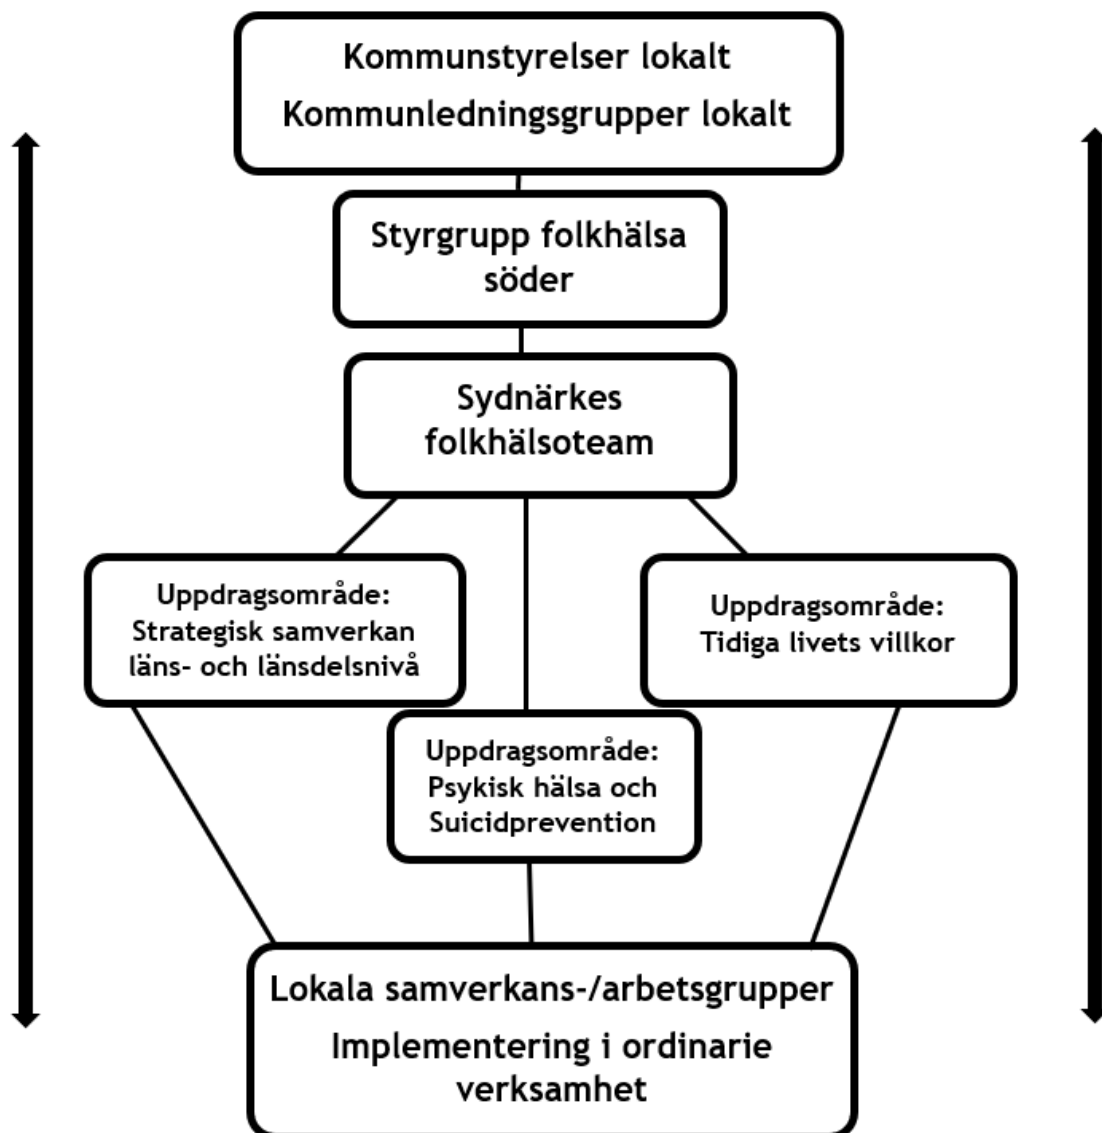 Kommunstyrelser lokalt
Kommunledningsgrupper lokalt
Styrgrupp folkhälsa
söder
Sydnärkes
folkhälsoteam
Uppdragsområde:
Strategisk samverkan
läns- och länsdelsnivå
Uppdragsområde:
Tidiga livets villkor
Uppdragsområde:
Psykisk hälsa och
Suicidprevention
Lokala samverkans-/arbetsgrupper
Implementering i ordinarie
verksamhet